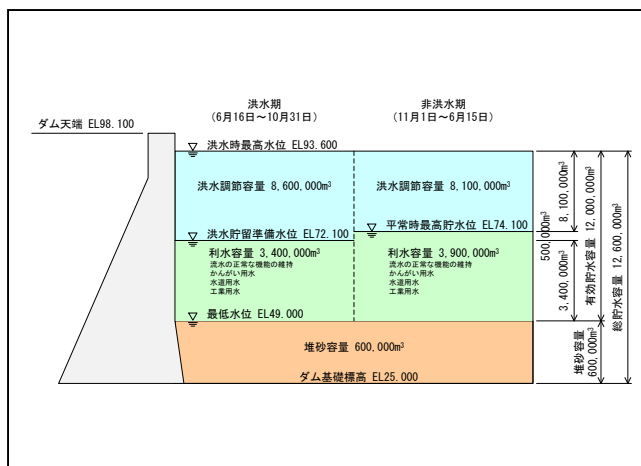 洪水期
(6月16日~10月31日)
非洪水期
(11月1日~6月15日)
ダム天端 EL98.100
洪水時最高水位 EL93.600
洪水調節容量 8,600,000m³
洪水調節容量 8,100,000m³
平常時最高貯水位 EL74.100
洪水貯留準備水位 EL72.100
利水容量 3,400,000m³
流水の正常な機能の維持
かんがい用水
水道用水
工業用水
利水容量 3,900,000m³
流水の正常な機能の維持
かんがい用水
水道用水
工業用水
最低水位 EL49.000
堆砂容量 600,000m³
ダム基礎標高 EL25.000
500,000m³
8,100,000m³
3,400,000m³
有効貯水容量 12,000,000m³
総貯水容量 12,600,000m³
堆砂容量
600,000m³